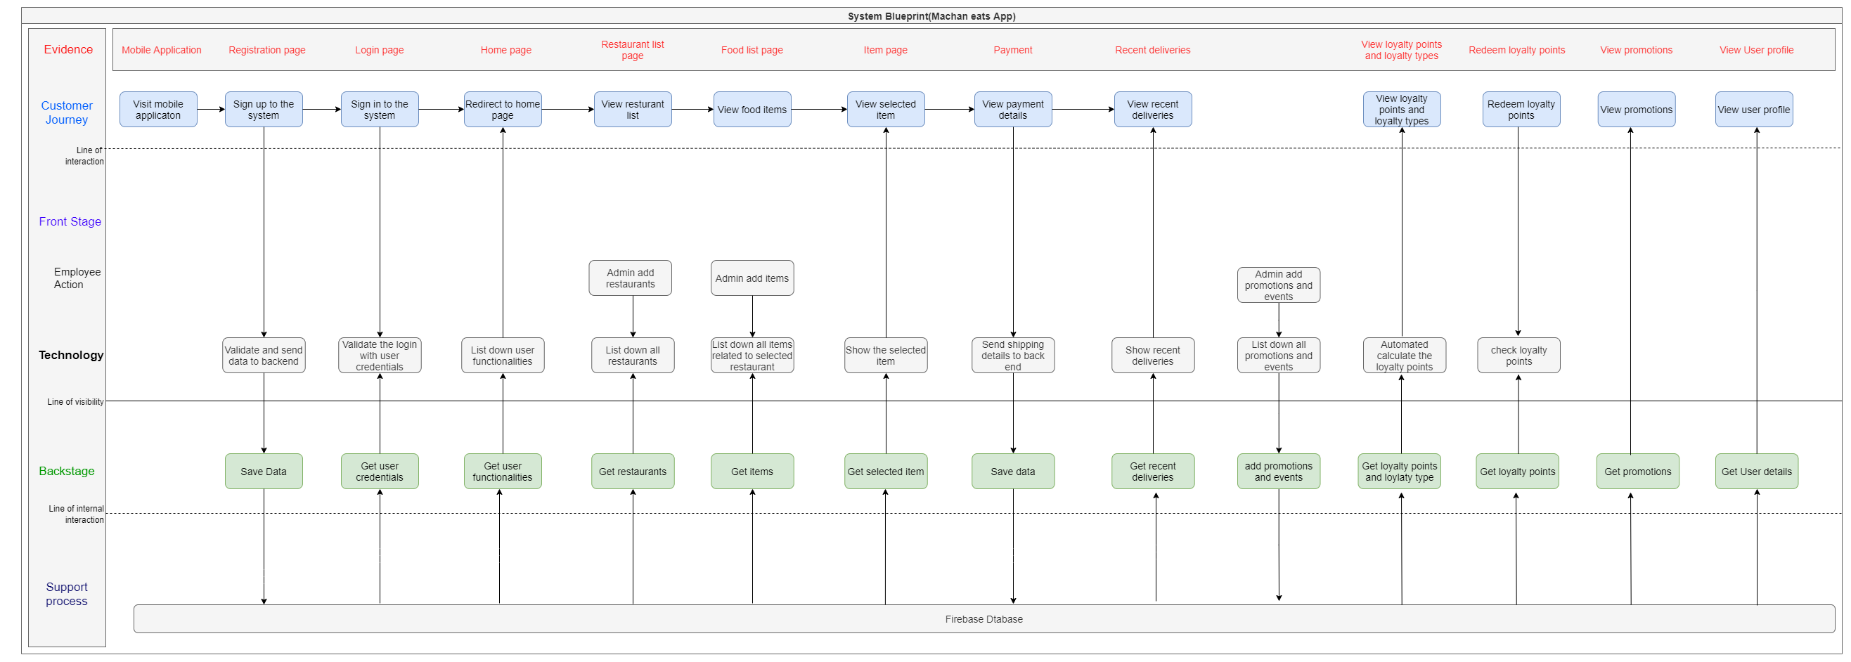 System Blueprint(Machan eats App)
Evidence
Mobile Application
Registration page
Login page
Home page
Restaurant list
page
Food list page
Item page
Payment
Recent deliveries
View loyalty points
and loyalty types
Redeem loyalty points
View promotions
View User profile
Customer
Journey
Visit mobile
applicaton
Sign up to the
system
Sign in to the
system
Redirect to home
page
View resturant
list
View food items
View selected
item
View payment
details
View recent
deliveries
View loyalty
points and
loyalty types
Redeem loyalty
points
View promotions
View user profile
Line of
interaction
Front Stage
Employee
Action
Admin add
restaurants
Admin add items
Admin add
promotions and
events
Technology
Validate and send
data to backend
Validate the login
with user
credentials
List down user
functionalities
List down all
restaurants
List down all items
related to selected
restaurant
Show the selected
item
Send shipping
details to back
end
Show recent
deliveries
List down all
promotions and
events
Automated
calculate the
loyalty points
check loyalty
points
Line of visibility
Backstage
Save Data
Get user
credentials
Get user
functionalities
Get restaurants
Get items
Get selected item
Save data
Get recent
deliveries
add promotions
and events
Get loyalty points
and loylaty type
Get loyalty points
Get promotions
Get User details
Line of internal
interaction
Support
process
Firebase Dtabase